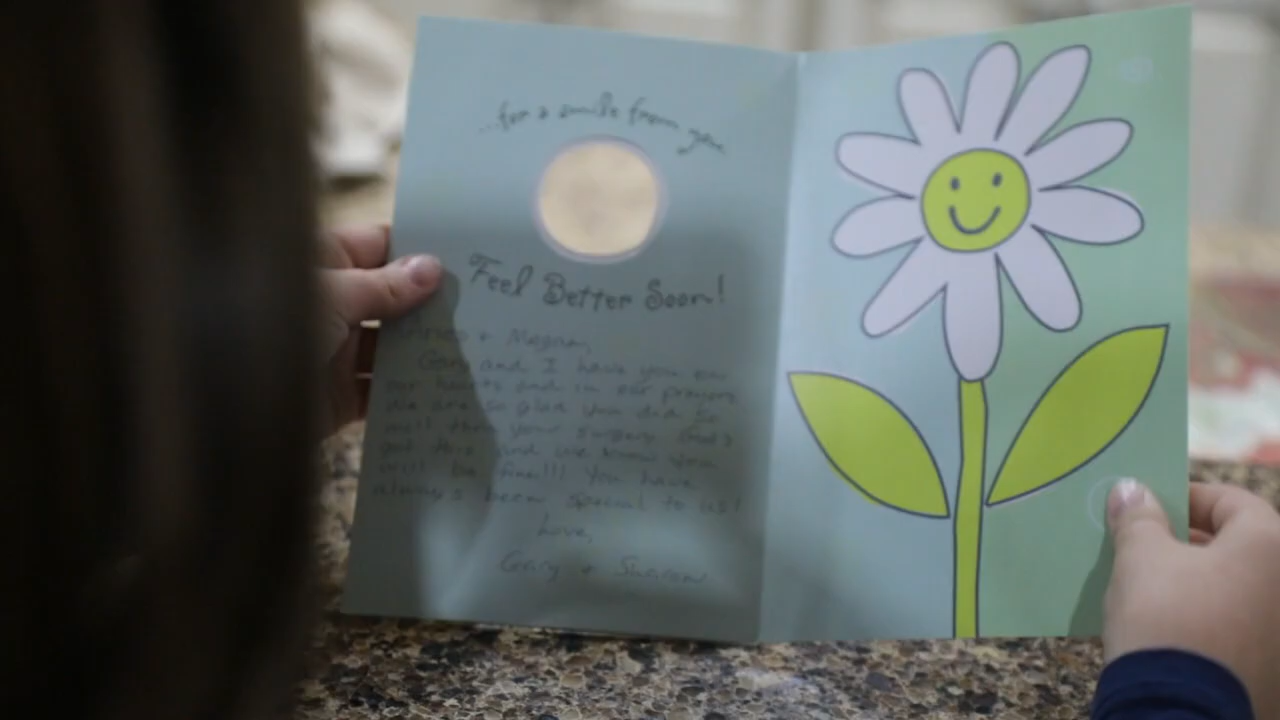 ...for a smile from you
Feel Better Soon!
+ Megan,
Gary and I have you in
our hearts and in our prayers
We are so glad you did so
well thru your surgery. God's
got this and we know you
will be fine!!! You have
always been special to us!
Love,
Gary + Sharon